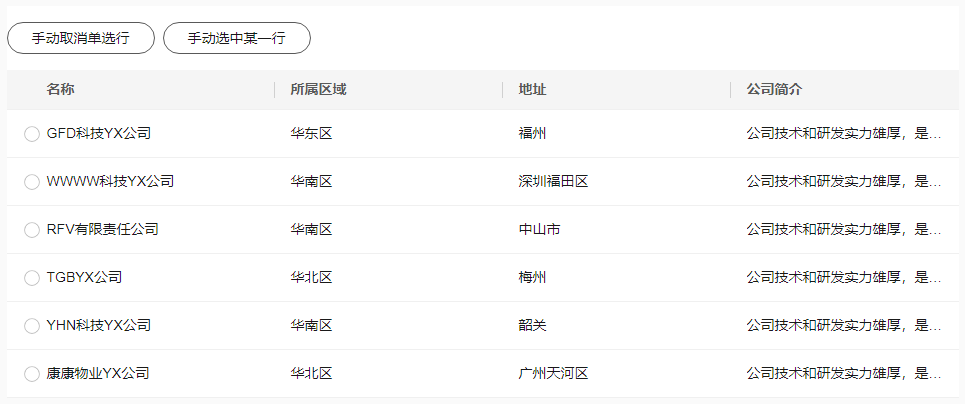 手动取消单选行 手动选中某一行
名称 所属区域 地址 公司简介
GFD科技YX公司 华东区 福州 公司技术和研发实力雄厚，是...
WWWW科技YX公司 华南区 深圳福田区 公司技术和研发实力雄厚，是...
RFV有限责任公司 华南区 中山市 公司技术和研发实力雄厚，是...
TGBYX公司 华北区 梅州 公司技术和研发实力雄厚，是...
YHN科技YX公司 华南区 韶关 公司技术和研发实力雄厚，是...
康康物业YX公司 华北区 广州天河区 公司技术和研发实力雄厚，是...